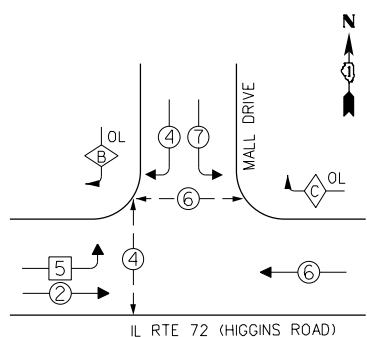 N
1
OL
B
4
7
MALL DRIVE
6
C
OL
5
4
6
2
IL RTE 72 (HIGGINS ROAD)